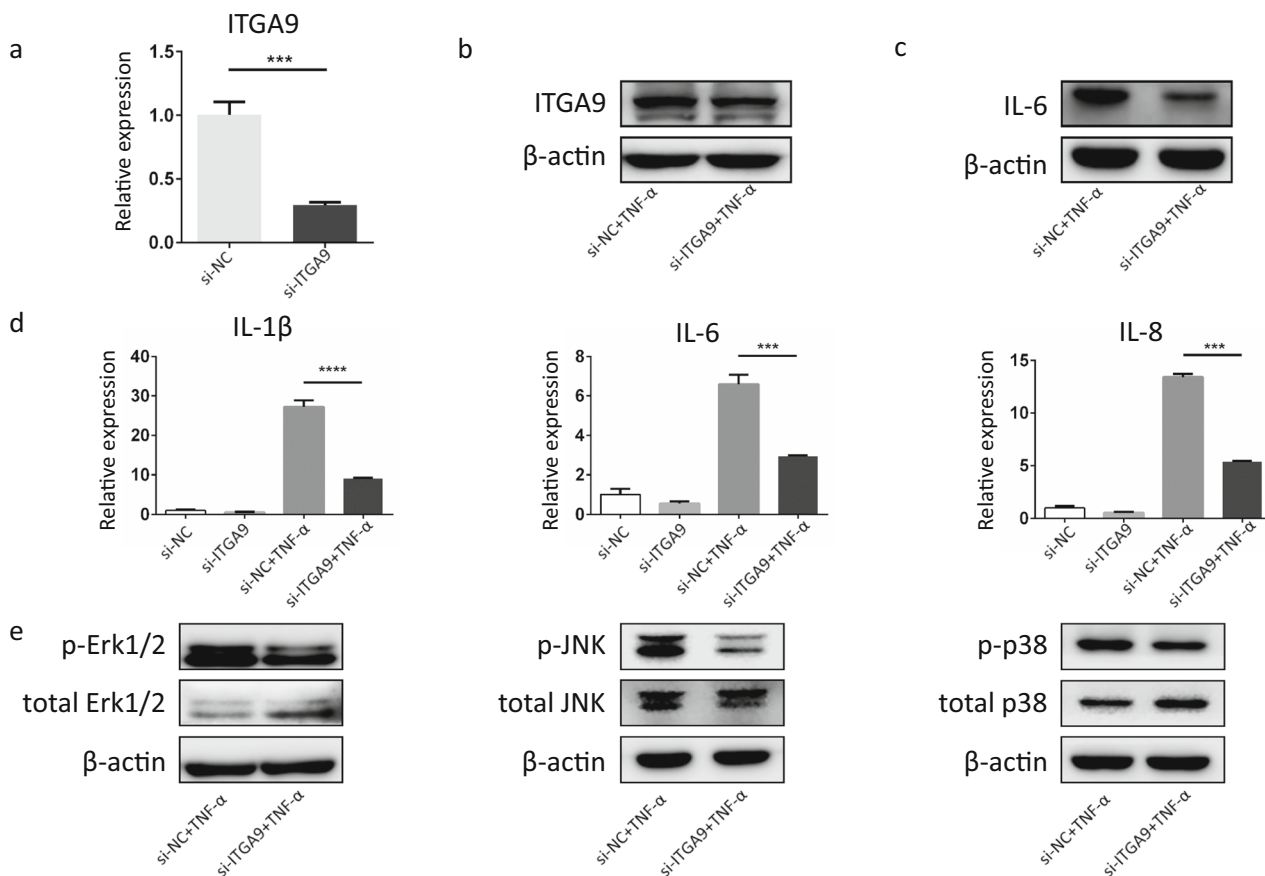 a
ITGA9
Relative expression
1.5
1.0
0.5
0.0
***
si-NC
si-ITGA9
b
ITGA9
β-actin
si-NC+TNF-α
si-ITGA9+TNF-α
c
IL-6
β-actin
si-NC+TNF-α
si-ITGA9+TNF-α
d
IL-1β
Relative expression
40
30
20
10
0
****
si-NC
si-ITGA9
si-NC+TNF-α
si-ITGA9+TNF-α
IL-6
Relative expression
8
6
4
2
0
***
si-NC
si-ITGA9
si-NC+TNF-α
si-ITGA9+TNF-α
IL-8
Relative expression
15
10
5
0
***
si-NC
si-ITGA9
si-NC+TNF-α
si-ITGA9+TNF-α
e
p-Erk1/2
total Erk1/2
β-actin
si-NC+TNF-α
si-ITGA9+TNF-α
p-JNK
total JNK
β-actin
si-NC+TNF-α
si-ITGA9+TNF-α
p-p38
total p38
β-actin
si-NC+TNF-α
si-ITGA9+TNF-α